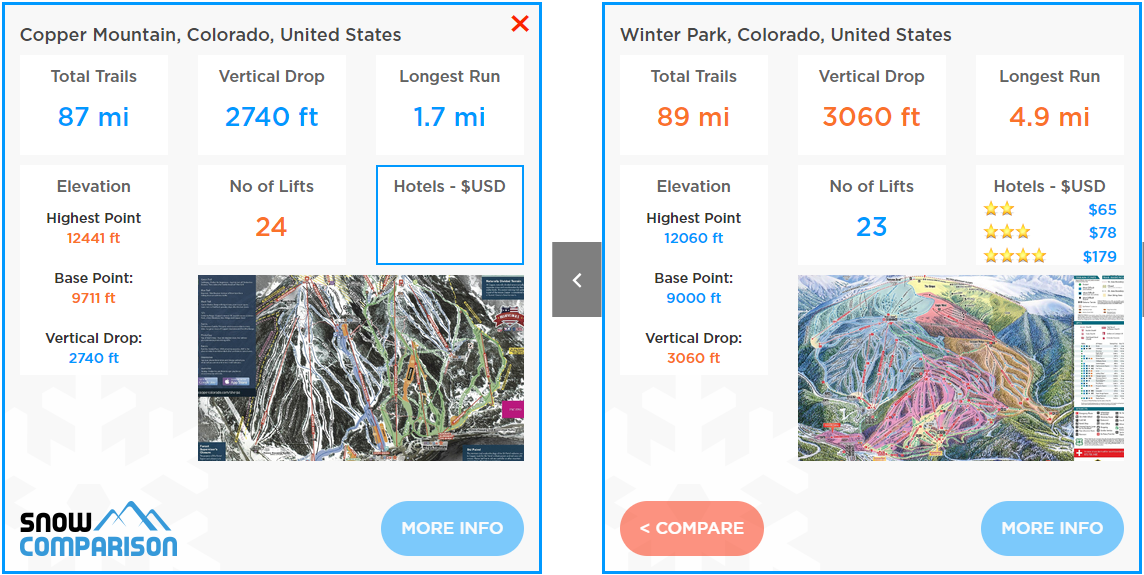 Copper Mountain, Colorado, United States
Total Trails
87 mi
Vertical Drop
2740 ft
Longest Run
1.7 mi
Elevation
Highest Point
12441 ft
Base Point:
9711 ft
Vertical Drop:
2740 ft
No of Lifts
24
Hotels - $USD
SNOW
COMPARISON
MORE INFO
Winter Park, Colorado, United States
Total Trails
89 mi
Vertical Drop
3060 ft
Longest Run
4.9 mi
Elevation
Highest Point
12060 ft
Base Point:
9000 ft
Vertical Drop:
3060 ft
No of Lifts
23
Hotels - $USD
$65
$78
$179
< COMPARE
MORE INFO